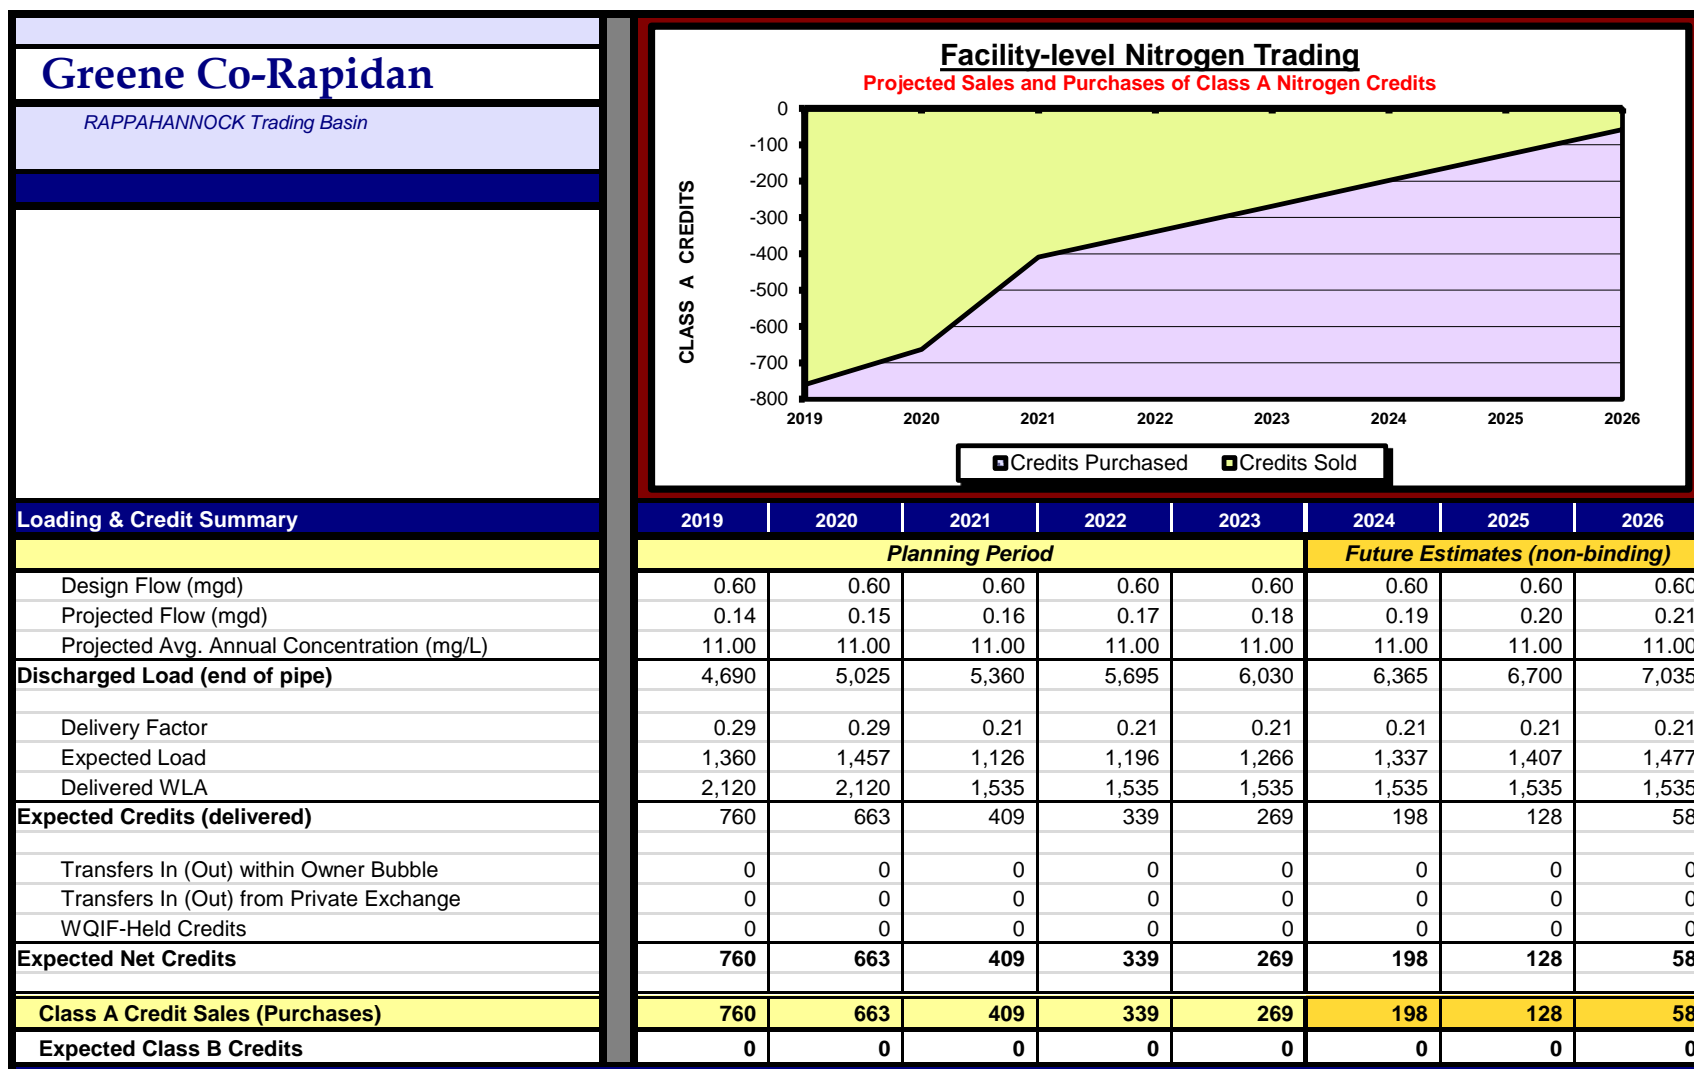 Greene Co-Rapidan
RAPPAHANNOCK Trading Basin
Facility-level Nitrogen Trading
Projected Sales and Purchases of Class A Nitrogen Credits
CLASS A CREDITS
0
-100
-200
-300
-400
-500
-600
-700
-800
2019 2020 2021 2022 2023 2024 2025 2026
Credits Purchased Credits Sold
Loading & Credit Summary 2019 2020 2021 2022 2023 2024 2025 2026
Planning Period Future Estimates (non-binding)
Design Flow (mgd) 0.60 0.60 0.60 0.60 0.60 0.60 0.60 0.60
Projected Flow (mgd) 0.14 0.15 0.16 0.17 0.18 0.19 0.20 0.21
Projected Avg. Annual Concentration (mg/L) 11.00 11.00 11.00 11.00 11.00 11.00 11.00 11.00
Discharged Load (end of pipe) 4,690 5,025 5,360 5,695 6,030 6,365 6,700 7,035
Delivery Factor 0.29 0.29 0.21 0.21 0.21 0.21 0.21 0.21
Expected Load 1,360 1,457 1,126 1,196 1,266 1,337 1,407 1,477
Delivered WLA 2,120 2,120 1,535 1,535 1,535 1,535 1,535 1,535
Expected Credits (delivered) 760 663 409 339 269 198 128 58
Transfers In (Out) within Owner Bubble 0 0 0 0 0 0 0 0
Transfers In (Out) from Private Exchange 0 0 0 0 0 0 0 0
WQIF-Held Credits 0 0 0 0 0 0 0 0
Expected Net Credits 760 663 409 339 269 198 128 58
Class A Credit Sales (Purchases) 760 663 409 339 269 198 128 58
Expected Class B Credits 0 0 0 0 0 0 0 0